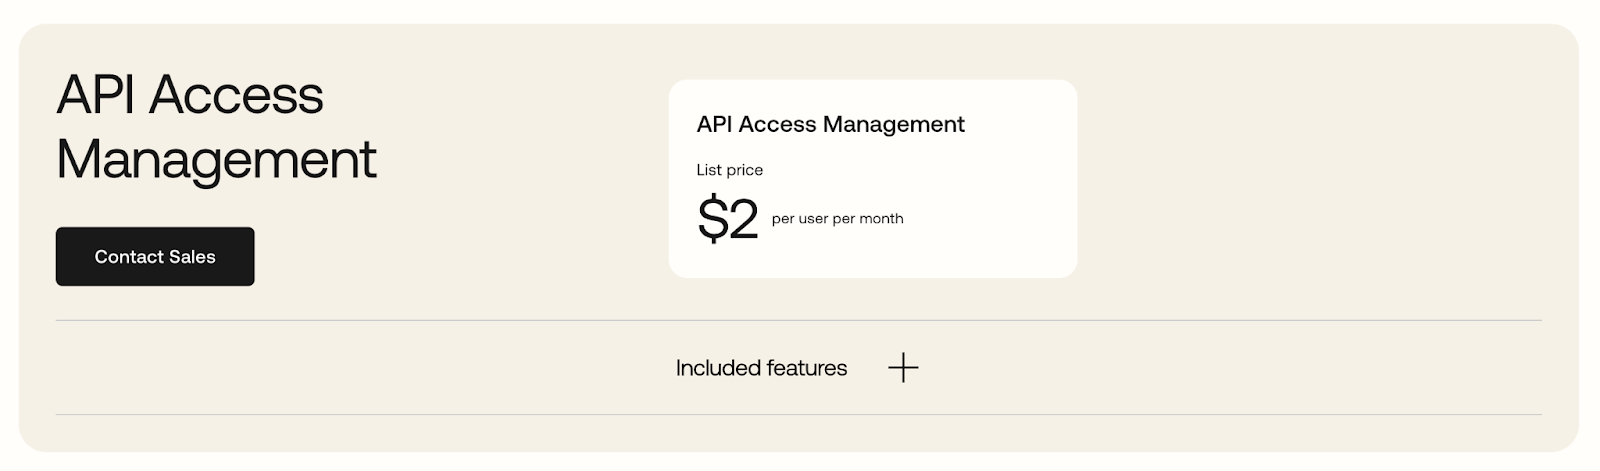 API Access
Management
Contact Sales
API Access Management
List price
$2 per user per month
Included features